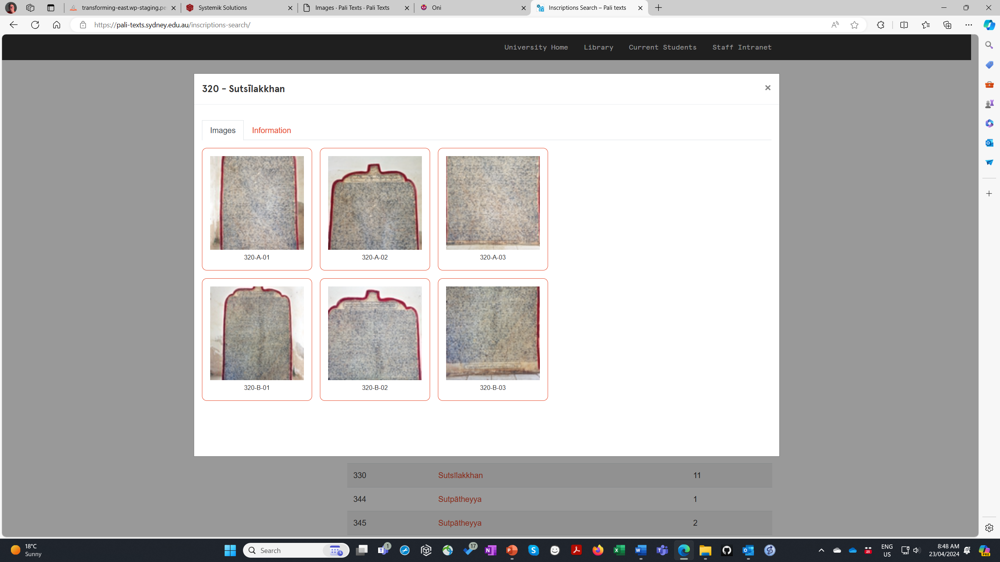 transforming-east.wp-staging.pe
Systemik Solutions
Images · Pali Texts · Pali Texts
Oni
Inscriptions Search – Pali texts
https://pali-texts.sydney.edu.au/inscriptions-search/
University Home
Library
Current Students
Staff Intranet
320 - Sutsīlakkhan
×
Images
Information
320-A-01
320-A-02
320-A-03
320-B-01
320-B-02
320-B-03
330 Sutsīlakkhan 11
344 Sutpātheyya 1
345 Sutpātheyya 2
18°C
Sunny
Search
1
17
25
ENG
US
8:48 AM
23/04/2024
PRE